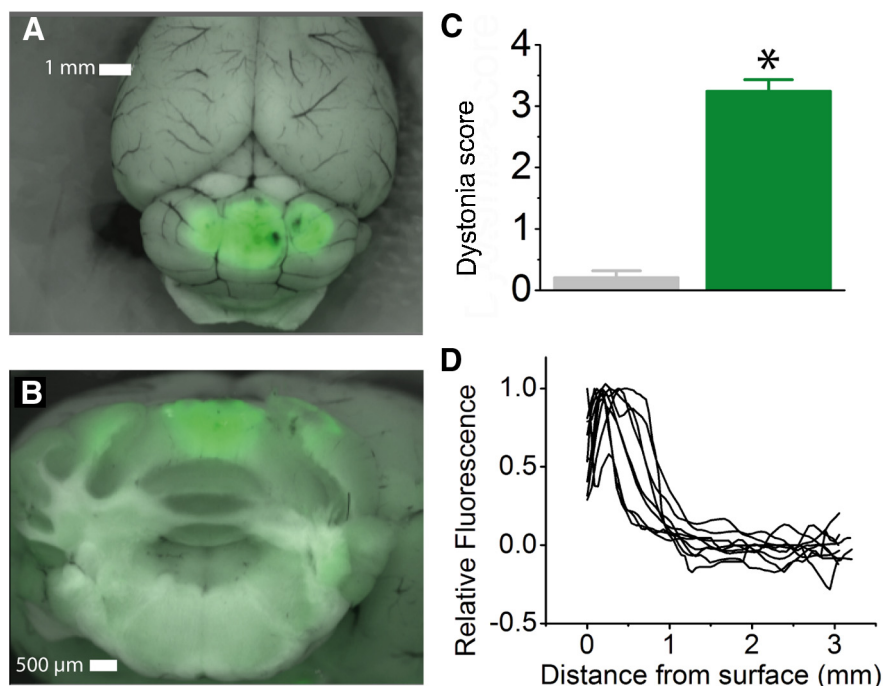 A
1 mm
B
500 µm
C
Dystonia score
4
3
2
1
0
*
D
Relative Fluorescence
1.0
0.5
0.0
-0.5
0
1
2
3
Distance from surface (mm)